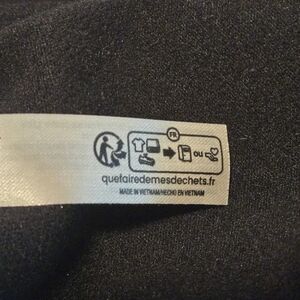 FR
OU
quefairedemesdechets.fr
MADE IN VIETNAM/HECHO EN VIETNAM